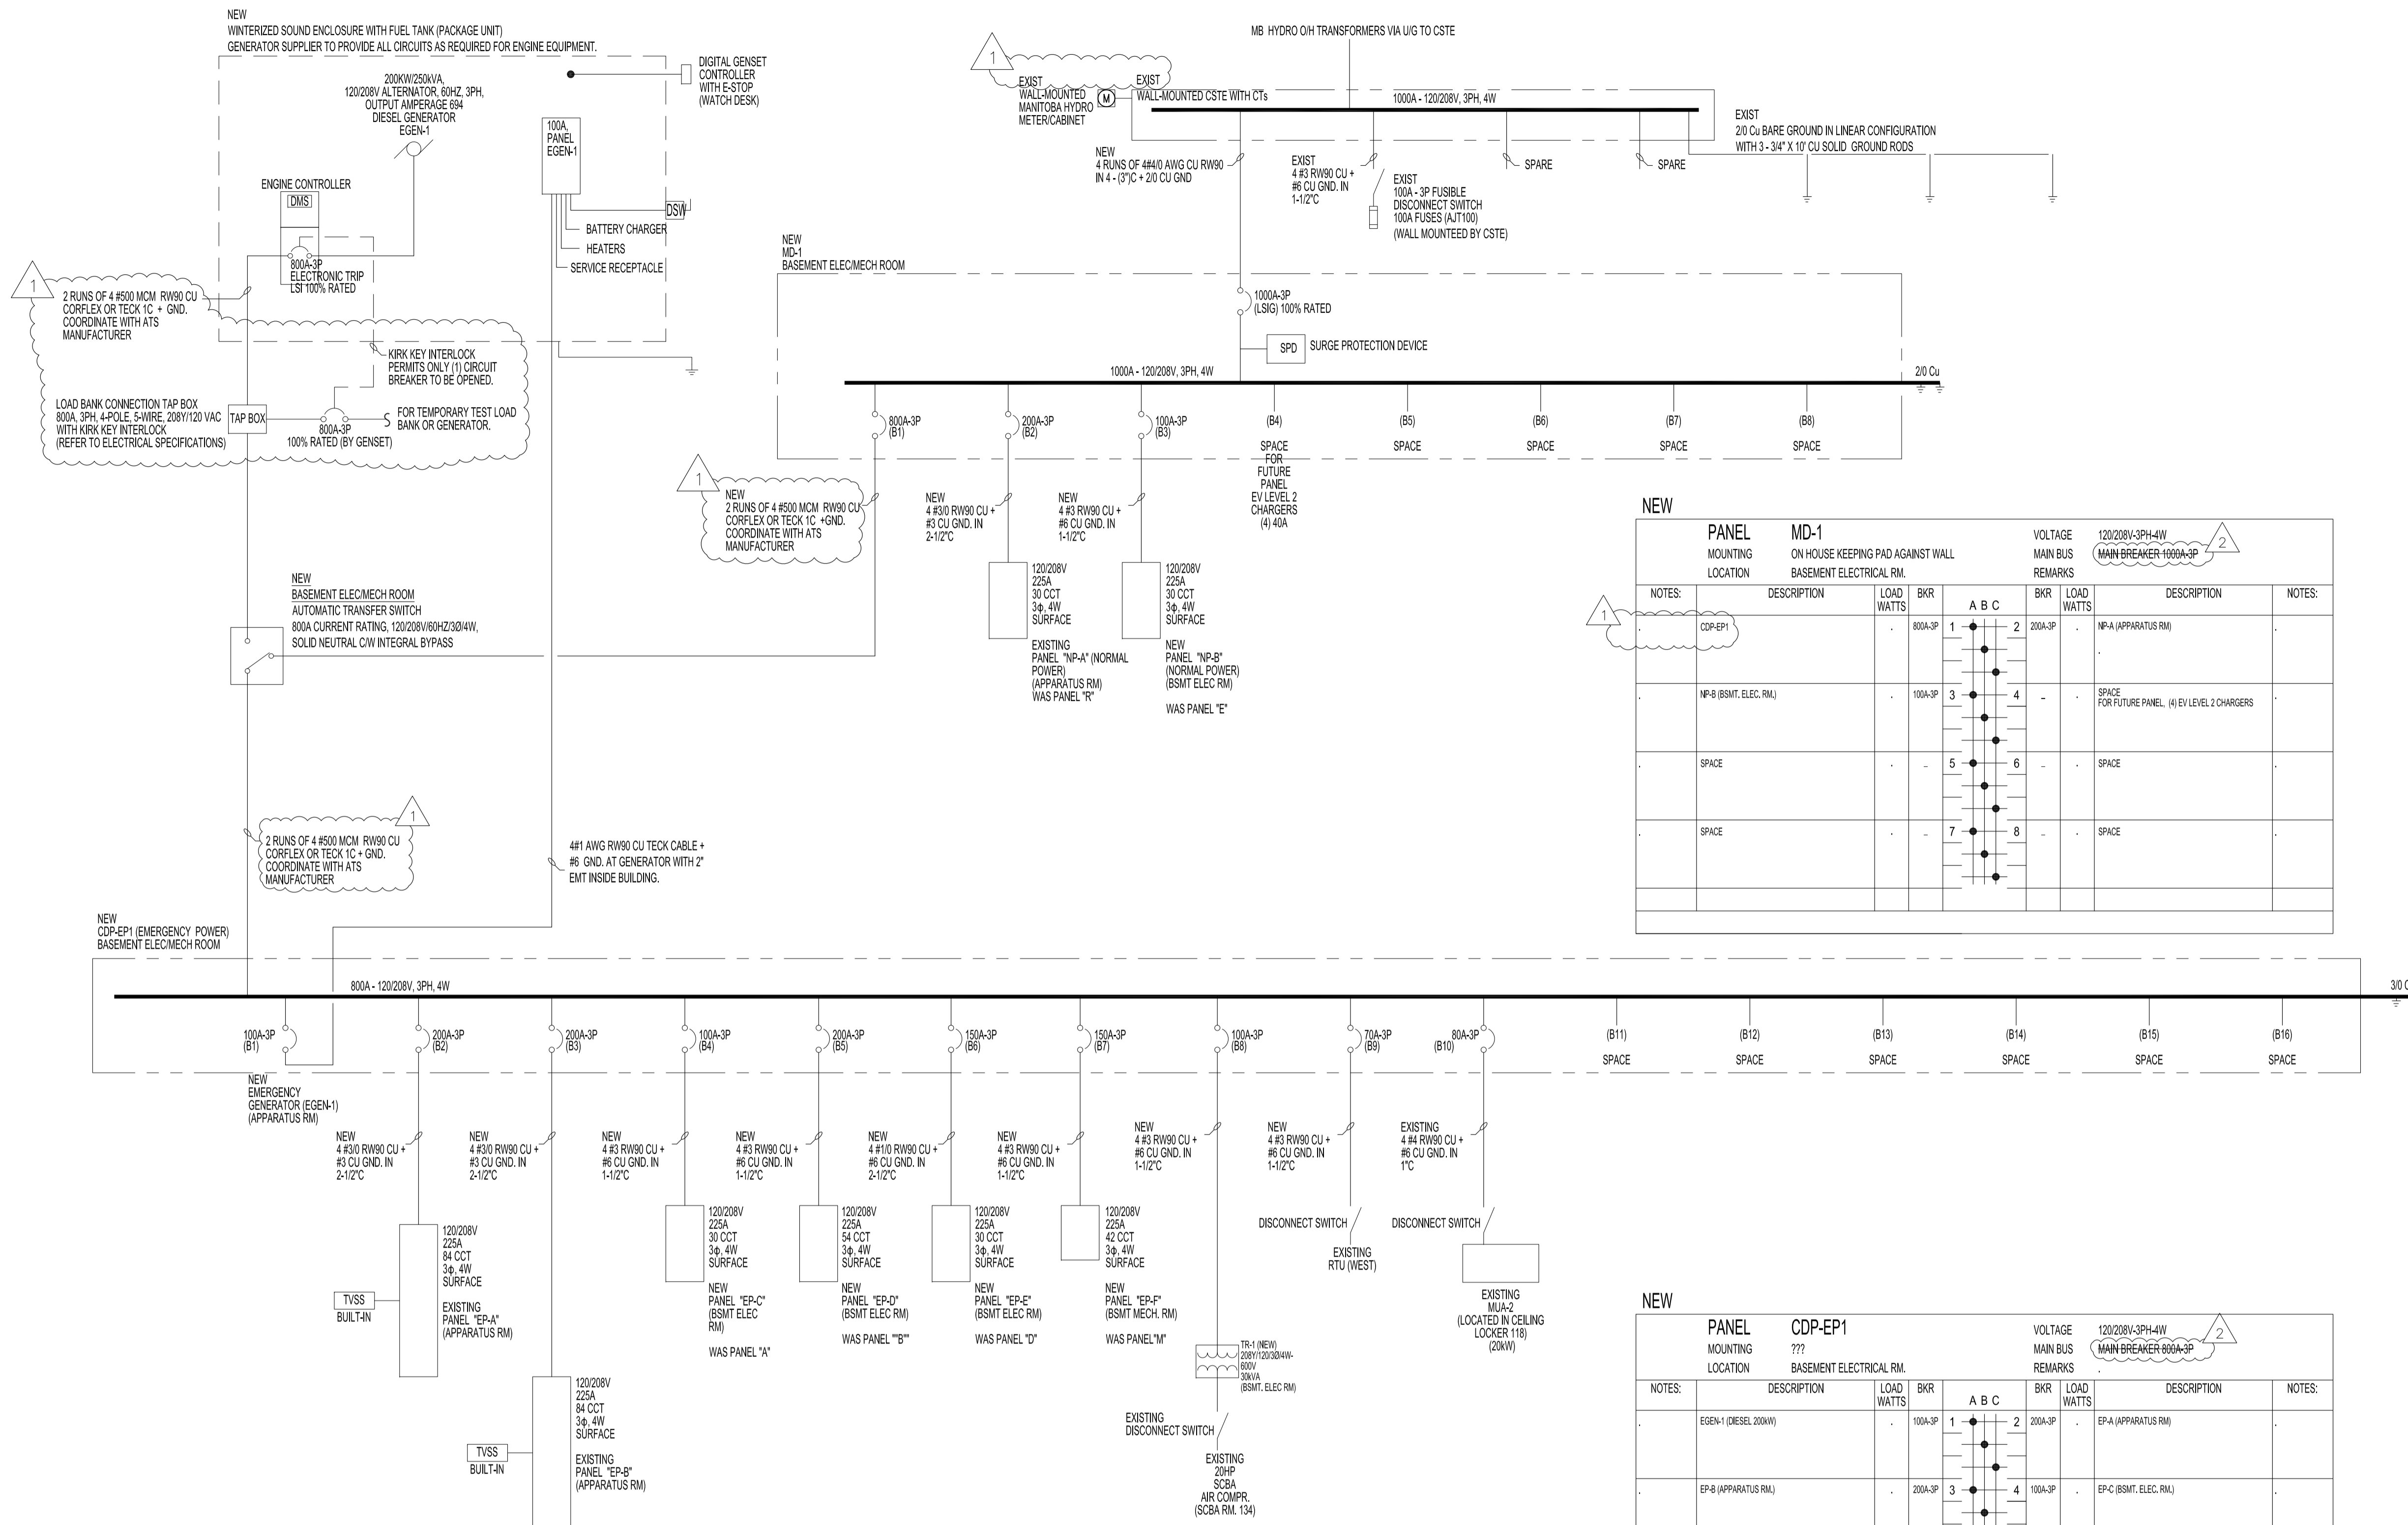 NEW
WINTERIZED SOUND ENCLOSURE WITH FUEL TANK (PACKAGE UNIT)
GENERATOR SUPPLIER TO PROVIDE ALL CIRCUITS AS REQUIRED FOR ENGINE EQUIPMENT.
200KW/250kVA,
120/208V ALTERNATOR, 60HZ, 3PH,
OUTPUT AMPERAGE 694
DIESEL GENERATOR
EGEN-1
DIGITAL GENSET
CONTROLLER
WITH E-STOP
(WATCH DESK)
100A,
PANEL
EGEN-1
ENGINE CONTROLLER
DMS
DSW
BATTERY CHARGER
HEATERS
SERVICE RECEPTACLE
800A-3P
ELECTRONIC TRIP
LSI 100% RATED
1
2 RUNS OF 4 #500 MCM RW90 CU
CORFLEX OR TECK 1C + GND.
COORDINATE WITH ATS
MANUFACTURER
KIRK KEY INTERLOCK
PERMITS ONLY (1) CIRCUIT
BREAKER TO BE OPENED.
LOAD BANK CONNECTION TAP BOX
800A, 3PH, 4-POLE, 5-WIRE, 208Y/120 VAC
WITH KIRK KEY INTERLOCK
(REFER TO ELECTRICAL SPECIFICATIONS)
TAP BOX
800A-3P
100% RATED (BY GENSET)
FOR TEMPORARY TEST LOAD
BANK OR GENERATOR.
1
EXIST
WALL-MOUNTED
MANITOBA HYDRO
METER/CABINET
M
EXIST
WALL-MOUNTED CSTE WITH CTs
MB HYDRO O/H TRANSFORMERS VIA U/G TO CSTE
1000A - 120/208V, 3PH, 4W
EXIST
2/0 Cu BARE GROUND IN LINEAR CONFIGURATION
WITH 3 - 3/4" X 10' CU SOLID GROUND RODS
NEW
4 RUNS OF 4#4/0 AWG CU RW90
IN 4 - (3")C + 2/0 CU GND
EXIST
4 #3 RW90 CU +
#6 CU GND. IN
1-1/2"C
EXIST
100A - 3P FUSIBLE
DISCONNECT SWITCH
100A FUSES (AJT100)
(WALL MOUNTEED BY CSTE)
SPARE
SPARE
NEW
MD-1
BASEMENT ELEC/MECH ROOM
1000A-3P
(LSIG) 100% RATED
SPD
SURGE PROTECTION DEVICE
1000A - 120/208V, 3PH, 4W
2/0 Cu
800A-3P
(B1)
200A-3P
(B2)
100A-3P
(B3)
(B4)
SPACE
FOR
FUTURE
PANEL
EV LEVEL 2
CHARGERS
(4) 40A
(B5)
SPACE
(B6)
SPACE
(B7)
SPACE
(B8)
SPACE
1
NEW
2 RUNS OF 4 #500 MCM RW90 CU
CORFLEX OR TECK 1C +GND.
COORDINATE WITH ATS
MANUFACTURER
NEW
4 #3/0 RW90 CU +
#3 CU GND. IN
2-1/2"C
NEW
4 #3 RW90 CU +
#6 CU GND. IN
1-1/2"C
120/208V
225A
30 CCT
3ϕ, 4W
SURFACE
EXISTING
PANEL "NP-A" (NORMAL
POWER)
(APPARATUS RM)
WAS PANEL "R"
120/208V
225A
30 CCT
3ϕ, 4W
SURFACE
NEW
PANEL "NP-B"
(NORMAL POWER)
(BSMT ELEC RM)
WAS PANEL "E"
NEW
BASEMENT ELEC/MECH ROOM
AUTOMATIC TRANSFER SWITCH
800A CURRENT RATING, 120/208V/60HZ/3Ø/4W,
SOLID NEUTRAL C/W INTEGRAL BYPASS
1
2 RUNS OF 4 #500 MCM RW90 CU
CORFLEX OR TECK 1C + GND.
COORDINATE WITH ATS
MANUFACTURER
4#1 AWG RW90 CU TECK CABLE +
#6 GND. AT GENERATOR WITH 2"
EMT INSIDE BUILDING.
NEW
PANEL MD-1
MOUNTING ON HOUSE KEEPING PAD AGAINST WALL
LOCATION BASEMENT ELECTRICAL RM.
VOLTAGE 120/208V-3PH-4W
MAIN BUS MAIN BREAKER 1000A-3P
REMARKS
2
NOTES: DESCRIPTION LOAD WATTS BKR A B C BKR LOAD WATTS DESCRIPTION NOTES:
1
. CDP-EP1 . 800A-3P 1 2 200A-3P . NP-A (APPARATUS RM) .
.
. NP-B (BSMT. ELEC. RM.) . 100A-3P 3 4 - . SPACE .
FOR FUTURE PANEL, (4) EV LEVEL 2 CHARGERS
. SPACE . - 5 6 - . SPACE .
. SPACE . - 7 8 - . SPACE .
NEW
CDP-EP1 (EMERGENCY POWER)
BASEMENT ELEC/MECH ROOM
800A - 120/208V, 3PH, 4W
3/0 C
100A-3P
(B1)
200A-3P
(B2)
200A-3P
(B3)
100A-3P
(B4)
200A-3P
(B5)
150A-3P
(B6)
150A-3P
(B7)
100A-3P
(B8)
70A-3P
(B9)
80A-3P
(B10)
(B11)
SPACE
(B12)
SPACE
(B13)
SPACE
(B14)
SPACE
(B15)
SPACE
(B16)
SPACE
NEW
EMERGENCY
GENERATOR (EGEN-1)
(APPARATUS RM)
NEW
4 #3/0 RW90 CU +
#3 CU GND. IN
2-1/2"C
NEW
4 #3/0 RW90 CU +
#3 CU GND. IN
2-1/2"C
NEW
4 #3 RW90 CU +
#6 CU GND. IN
1-1/2"C
NEW
4 #3 RW90 CU +
#6 CU GND. IN
1-1/2"C
NEW
4 #1/0 RW90 CU +
#6 CU GND. IN
2-1/2"C
NEW
4 #3 RW90 CU +
#6 CU GND. IN
1-1/2"C
NEW
4 #3 RW90 CU +
#6 CU GND. IN
1-1/2"C
NEW
4 #3 RW90 CU +
#6 CU GND. IN
1-1/2"C
EXISTING
4 #4 RW90 CU +
#6 CU GND. IN
1"C
TVSS
BUILT-IN
120/208V
225A
84 CCT
3ϕ, 4W
SURFACE
EXISTING
PANEL "EP-A"
(APPARATUS RM)
TVSS
BUILT-IN
120/208V
225A
84 CCT
3ϕ, 4W
SURFACE
EXISTING
PANEL "EP-B"
(APPARATUS RM)
120/208V
225A
30 CCT
3ϕ, 4W
SURFACE
NEW
PANEL "EP-C"
(BSMT ELEC
RM)
WAS PANEL "A"
120/208V
225A
54 CCT
3ϕ, 4W
SURFACE
NEW
PANEL "EP-D"
(BSMT ELEC RM)
WAS PANEL ""B""
120/208V
225A
30 CCT
3ϕ, 4W
SURFACE
NEW
PANEL "EP-E"
(BSMT ELEC RM)
WAS PANEL "D"
120/208V
225A
42 CCT
3ϕ, 4W
SURFACE
NEW
PANEL "EP-F"
(BSMT MECH. RM)
WAS PANEL"M"
TR-1 (NEW)
208Y/120/3Ø/4W-
600V
30kVA
(BSMT. ELEC RM)
EXISTING
DISCONNECT SWITCH
EXISTING
20HP
SCBA
AIR COMPR.
(SCBA RM. 134)
DISCONNECT SWITCH
EXISTING
RTU (WEST)
DISCONNECT SWITCH
EXISTING
MUA-2
(LOCATED IN CEILING
LOCKER 118)
(20kW)
NEW
PANEL CDP-EP1
MOUNTING ???
LOCATION BASEMENT ELECTRICAL RM.
VOLTAGE 120/208V-3PH-4W
MAIN BUS MAIN BREAKER 800A-3P
REMARKS .
2
NOTES: DESCRIPTION LOAD WATTS BKR A B C BKR LOAD WATTS DESCRIPTION NOTES:
. EGEN-1 (DIESEL 200kW) . 100A-3P 1 2 200A-3P . EP-A (APPARATUS RM) .
. EP-B (APPARATUS RM.) . 200A-3P 3 4 100A-3P . EP-C (BSMT. ELEC. RM.) .